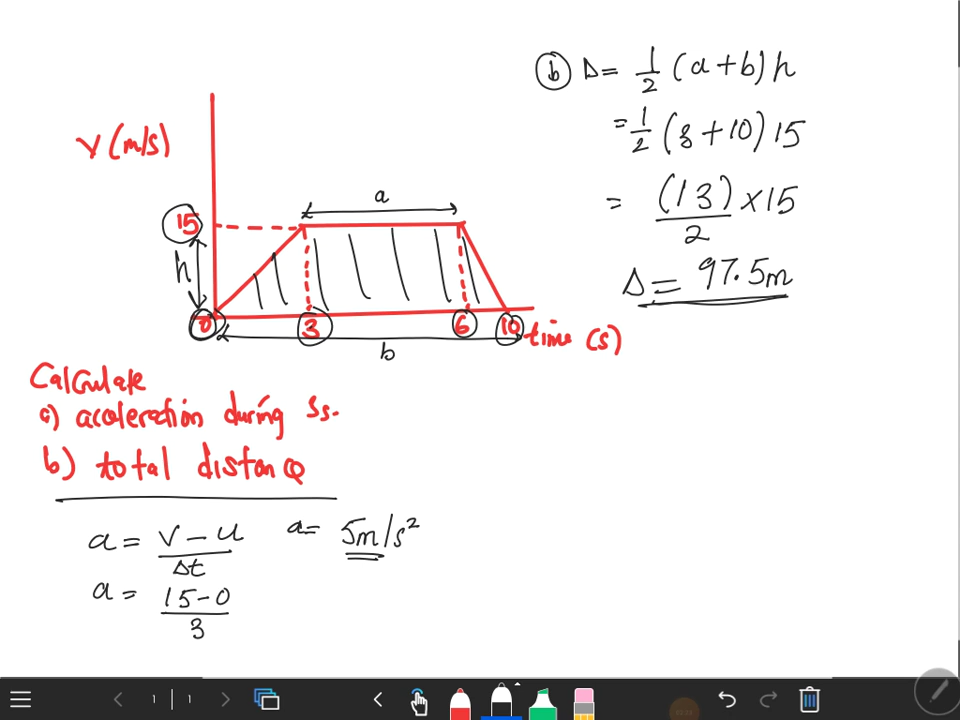 V(m/s)
15
h
a
0
3
6
10
time (s)
b
Calculate
a) acceleration during 3s.
b) total distance
a = V - u / Δt
a = 15 - 0 / 3
a = 5m/s²
b Δ = 1/2 (a+b) h
= 1/2 (3 + 10) 15
= (13)/2 × 15
Δ = 97.5m